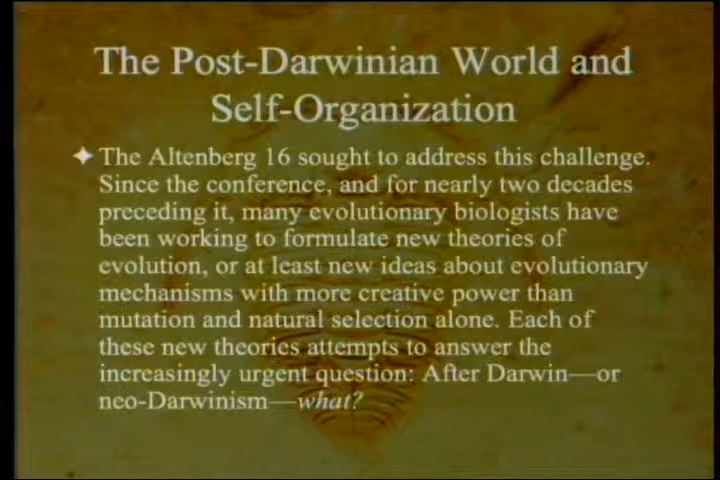 The Post-Darwinian World and
Self-Organization
The Altenberg 16 sought to address this challenge.
Since the conference, and for nearly two decades
preceding it, many evolutionary biologists have
been working to formulate new theories of
evolution, or at least new ideas about evolutionary
mechanisms with more creative power than
mutation and natural selection alone. Each of
these new theories attempts to answer the
increasingly urgent question: After Darwin—or
neo-Darwinism—what?